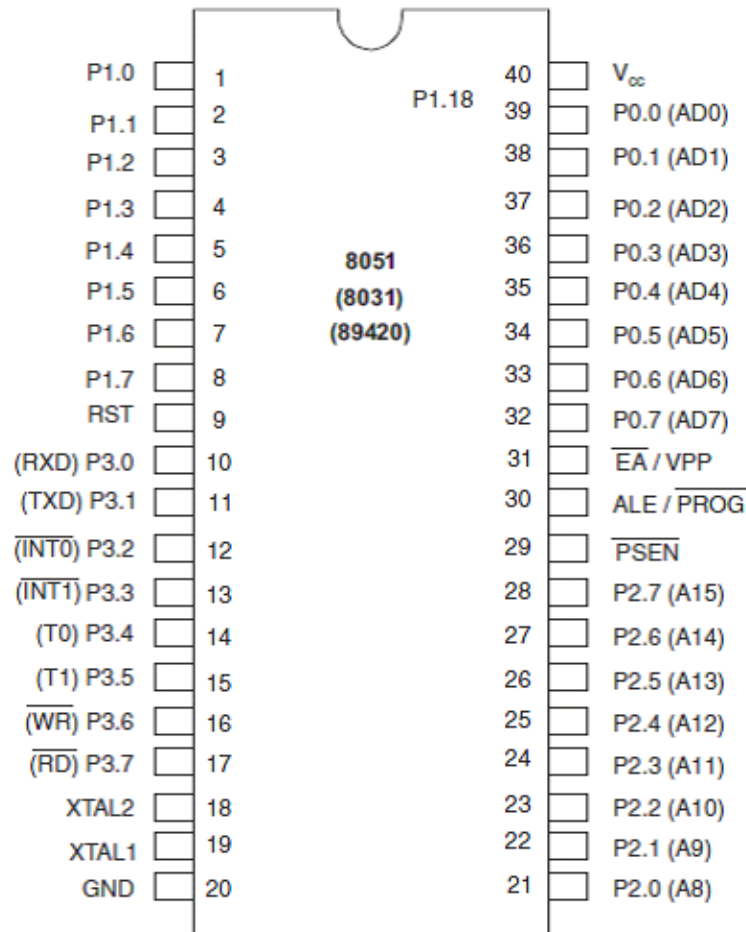 P1.0 1 40 Vcc
P1.18
P1.1 2 39 P0.0 (AD0)
P1.2 3 38 P0.1 (AD1)
P1.3 4 37 P0.2 (AD2)
P1.4 5 36 P0.3 (AD3)
8051
P1.5 6 35 P0.4 (AD4)
(8031)
P1.6 7 34 P0.5 (AD5)
(89420)
P1.7 8 33 P0.6 (AD6)
RST 9 32 P0.7 (AD7)
(RXD) P3.0 10 31 EA / VPP
(TXD) P3.1 11 30 ALE / PROG
(INT0) P3.2 12 29 PSEN
(INT1) P3.3 13 28 P2.7 (A15)
(T0) P3.4 14 27 P2.6 (A14)
(T1) P3.5 15 26 P2.5 (A13)
(WR) P3.6 16 25 P2.4 (A12)
(RD) P3.7 17 24 P2.3 (A11)
XTAL2 18 23 P2.2 (A10)
XTAL1 19 22 P2.1 (A9)
GND 20 21 P2.0 (A8)